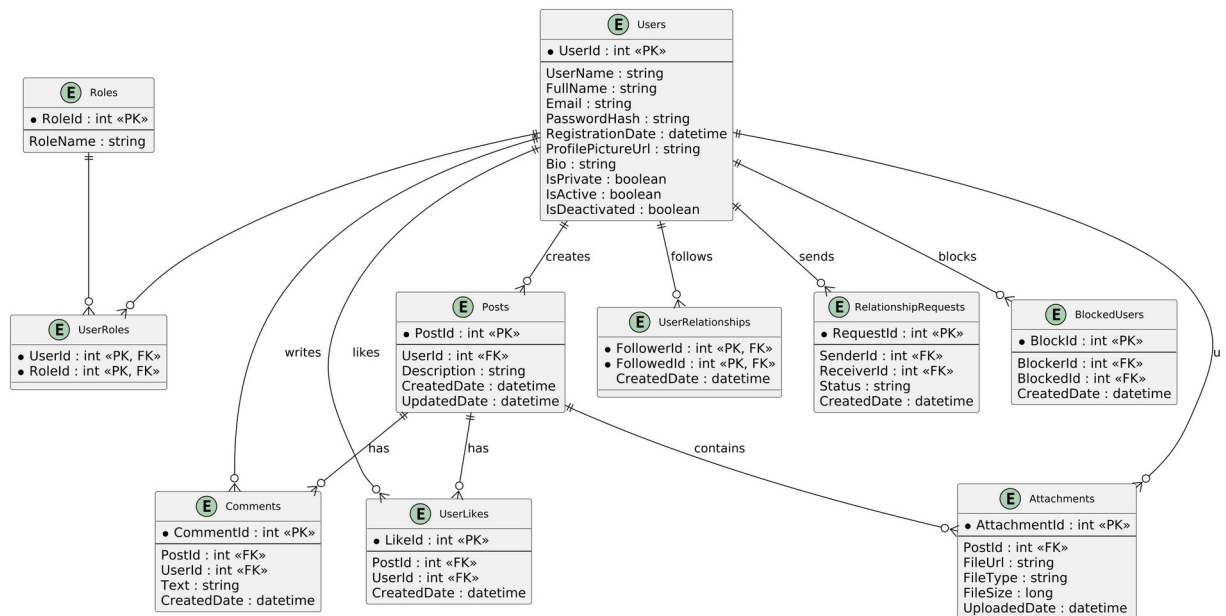 E Users
● UserId : int «PK»
UserName : string
FullName : string
Email : string
PasswordHash : string
RegistrationDate : datetime
ProfilePictureUrl : string
Bio : string
IsPrivate : boolean
IsActive : boolean
IsDeactivated : boolean
E Roles
● RoleId : int «PK»
RoleName : string
creates
follows
sends
blocks
E UserRoles
● UserId : int «PK, FK»
● RoleId : int «PK, FK»
writes
likes
E Posts
● PostId : int «PK»
UserId : int «FK»
Description : string
CreatedDate : datetime
UpdatedDate : datetime
E UserRelationships
● FollowerId : int «PK, FK»
● FollowedId : int «PK, FK»
CreatedDate : datetime
E RelationshipRequests
● RequestId : int «PK»
SenderId : int «FK»
ReceiverId : int «FK»
Status : string
CreatedDate : datetime
E BlockedUsers
● BlockId : int «PK»
BlockerId : int «FK»
BlockedId : int «FK»
CreatedDate : datetime
u
has
has
contains
E Comments
● CommentId : int «PK»
PostId : int «FK»
UserId : int «FK»
Text : string
CreatedDate : datetime
E UserLikes
● LikeId : int «PK»
PostId : int «FK»
UserId : int «FK»
CreatedDate : datetime
E Attachments
● AttachmentId : int «PK»
PostId : int «FK»
FileUrl : string
FileType : string
FileSize : long
UploadedDate : datetime